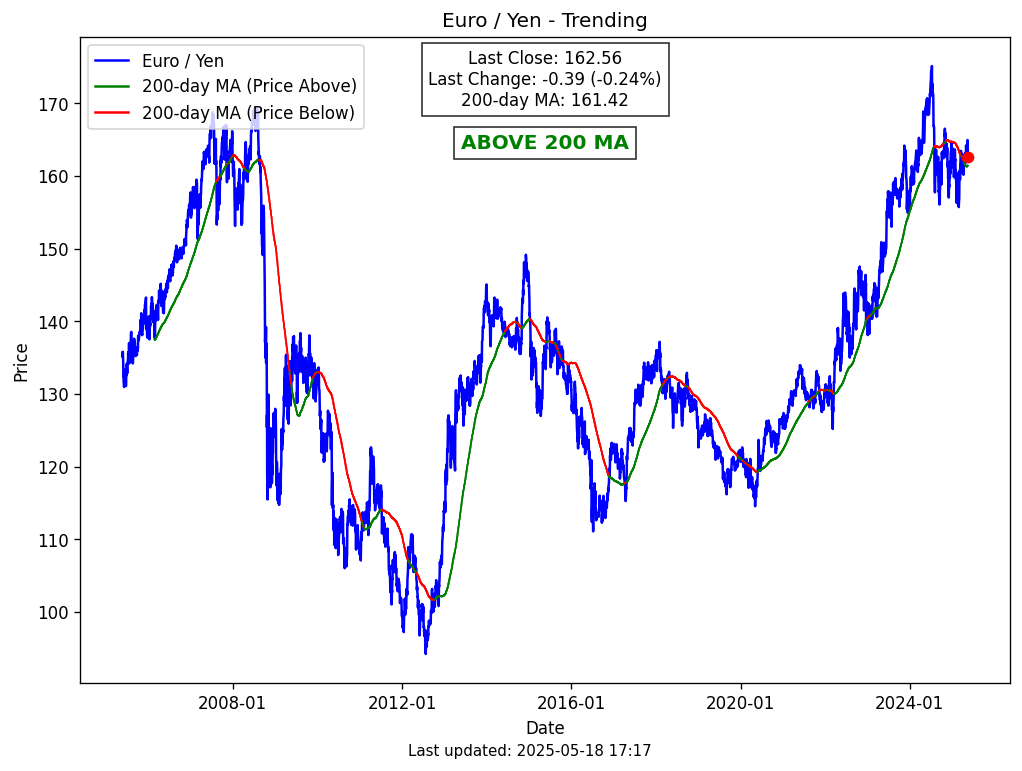 Euro / Yen - Trending
Euro / Yen
200-day MA (Price Above)
200-day MA (Price Below)
Last Close: 162.56
Last Change: -0.39 (-0.24%)
200-day MA: 161.42
ABOVE 200 MA
Price
170
160
150
140
130
120
110
100
2008-01
2012-01
2016-01
2020-01
2024-01
Date
Last updated: 2025-05-18 17:17